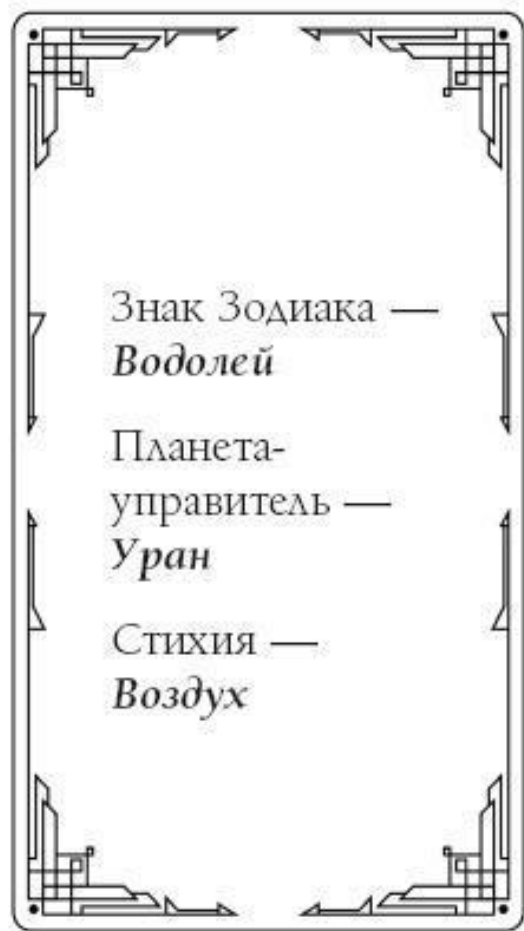 Знак Зодиака —
Водолей
Планета-
управитель —
Уран
Стихия —
Воздух